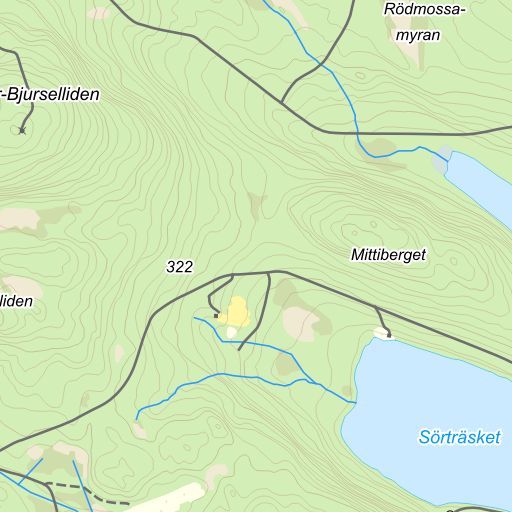 Rödmossa-
myran
r-Bjurselliden
Mittiberget
322
liden
Sörträsket